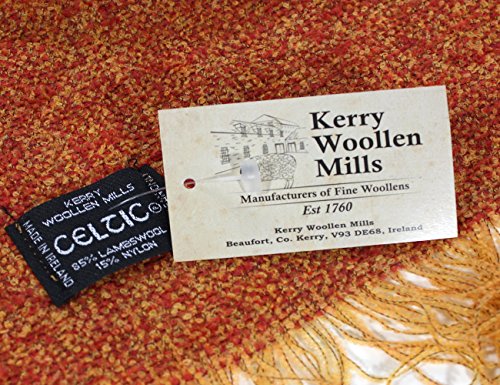 KERRY
WOOLLEN MILLS
CELTIC
85% LAMBSWOOL
15% NYLON
MADE IN IRELAND
Kerry
Woollen
Mills
Manufacturers of Fine Woollens
Est 1760
Kerry Woollen Mills
Beaufort, Co. Kerry, V93 DE68, Ireland